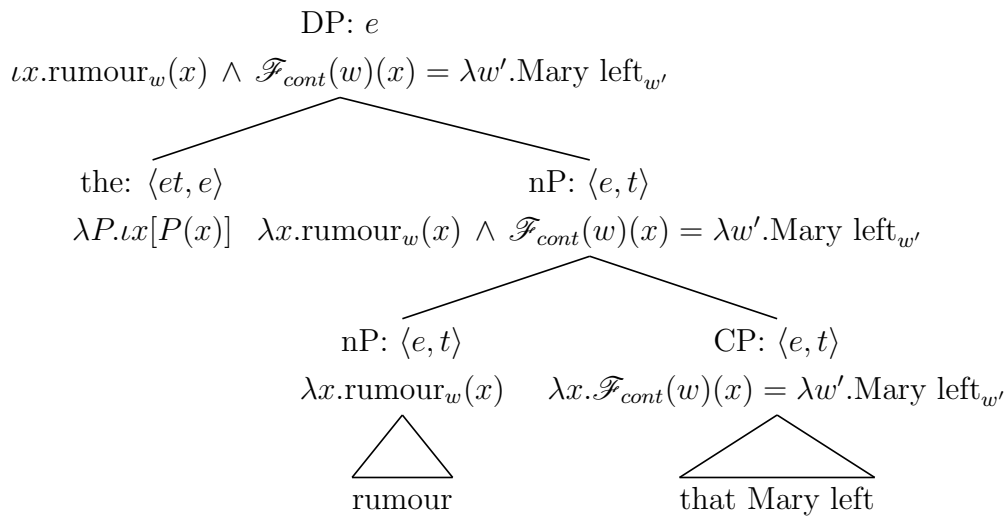 DP: e
ιx.rumour_w(x) ∧ ℱ_cont(w)(x) = λw′.Mary left_w′
the: ⟨et, e⟩ nP: ⟨e, t⟩
λP.ιx[P(x)] λx.rumour_w(x) ∧ ℱ_cont(w)(x) = λw′.Mary left_w′
nP: ⟨e, t⟩ CP: ⟨e, t⟩
λx.rumour_w(x) λx.ℱ_cont(w)(x) = λw′.Mary left_w′
rumour that Mary left